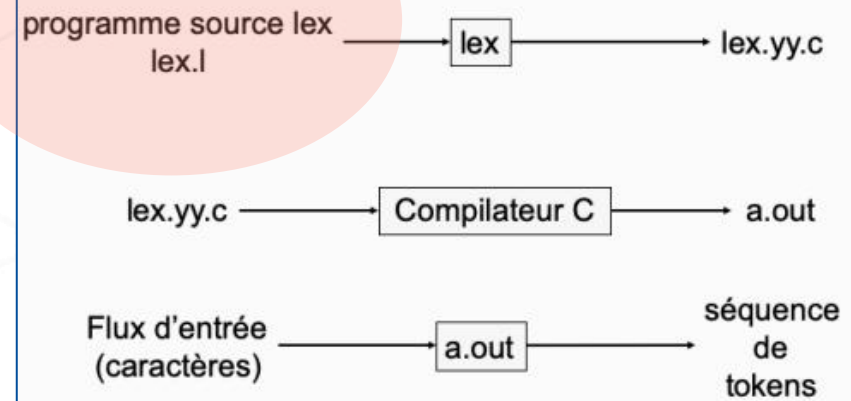 programme source lex
lex.l
lex
lex.yy.c
lex.yy.c
Compilateur C
a.out
Flux d'entrée
(caractères)
a.out
séquence
de
tokens